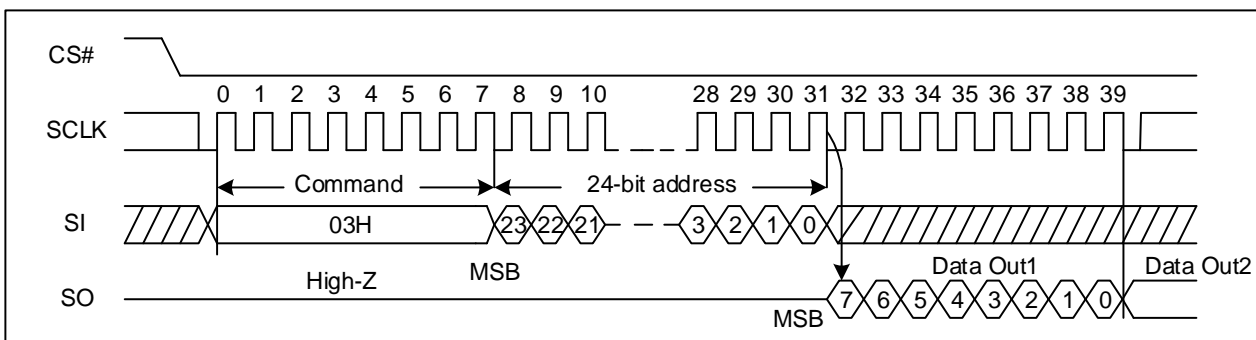 CS#
0 1 2 3 4 5 6 7 8 9 10 28 29 30 31 32 33 34 35 36 37 38 39
SCLK
Command 24-bit address
SI 03H 23 22 21 3 2 1 0
High-Z MSB Data Out1 Data Out2
SO 7 6 5 4 3 2 1 0
MSB